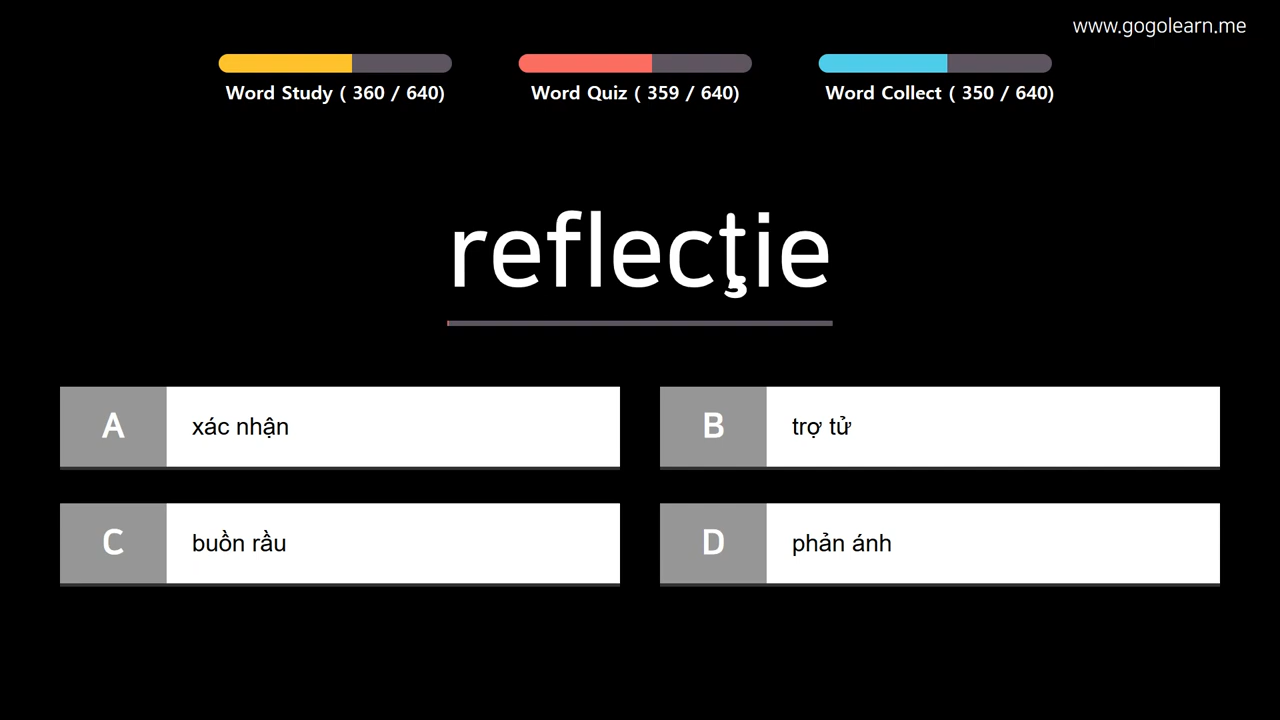 www.gogolearn.me
Word Study ( 360 / 640)
Word Quiz ( 359 / 640)
Word Collect ( 350 / 640)
reflecţie
A xác nhận
B trợ tử
C buồn rầu
D phản ánh